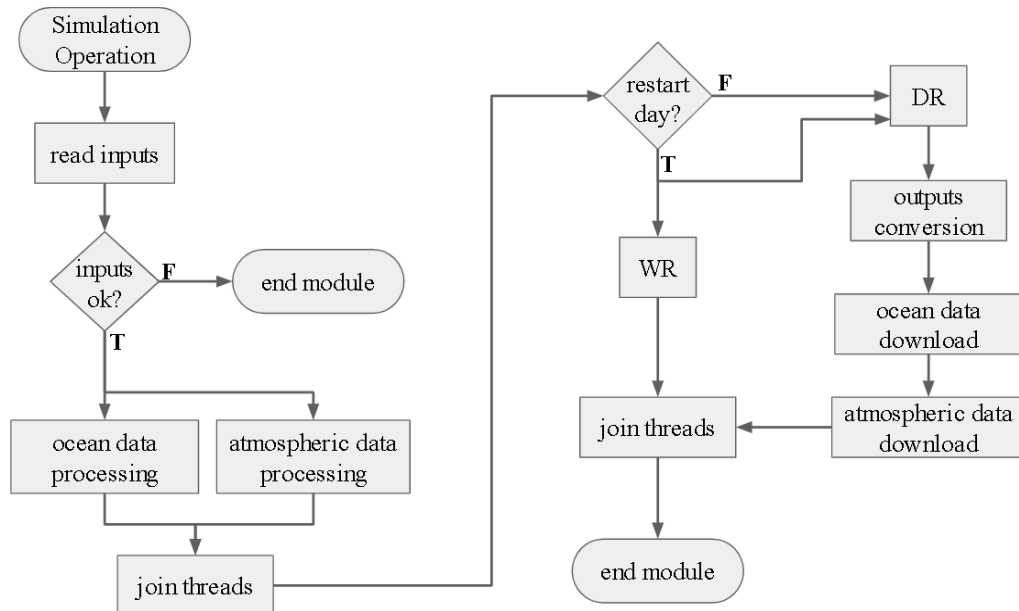 Simulation
Operation
read inputs
inputs
ok?
F
end module
T
ocean data
processing
atmospheric data
processing
join threads
restart
day?
F
DR
T
outputs
conversion
WR
ocean data
download
join threads
atmospheric data
download
end module